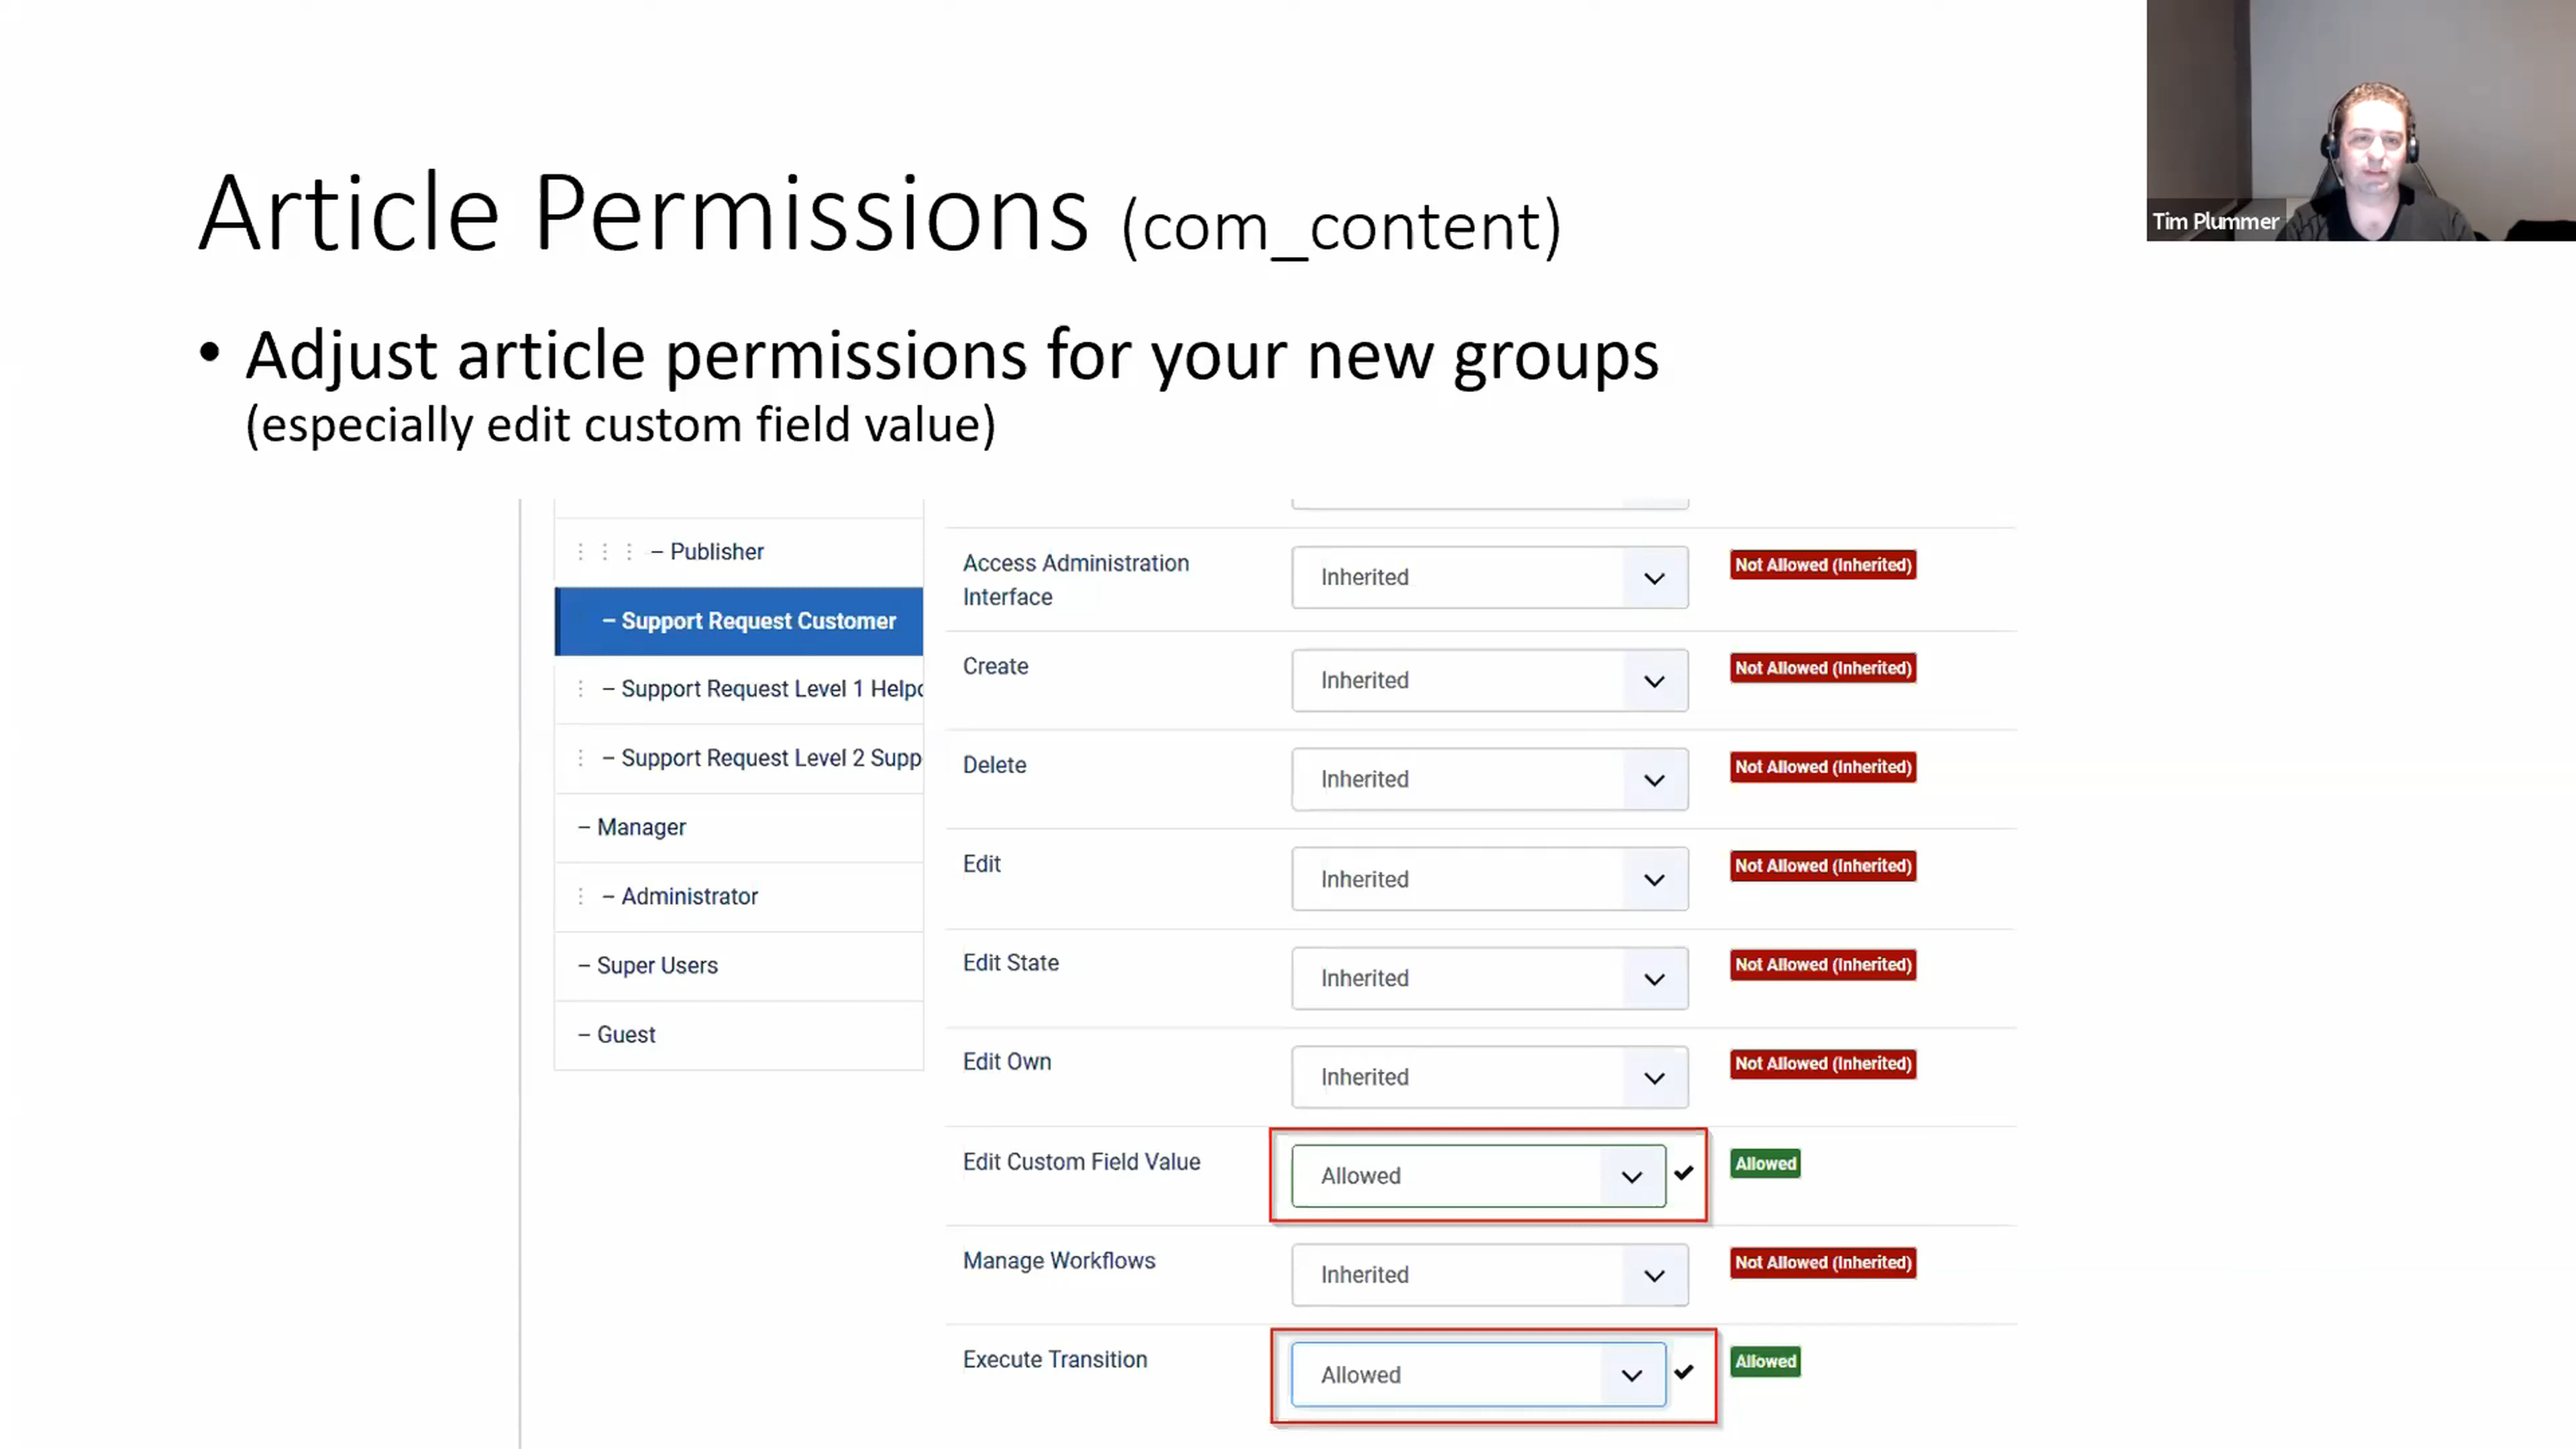 Article Permissions (com_content)
Tim Plummer
• Adjust article permissions for your new groups
(especially edit custom field value)
– Publisher
– Support Request Customer
– Support Request Level 1 Help
– Support Request Level 2 Supp
– Manager
– Administrator
– Super Users
– Guest
Access Administration
Interface
Inherited
Not Allowed (Inherited)
Create
Inherited
Not Allowed (Inherited)
Delete
Inherited
Not Allowed (Inherited)
Edit
Inherited
Not Allowed (Inherited)
Edit State
Inherited
Not Allowed (Inherited)
Edit Own
Inherited
Not Allowed (Inherited)
Edit Custom Field Value
Allowed
Allowed
Manage Workflows
Inherited
Not Allowed (Inherited)
Execute Transition
Allowed
Allowed